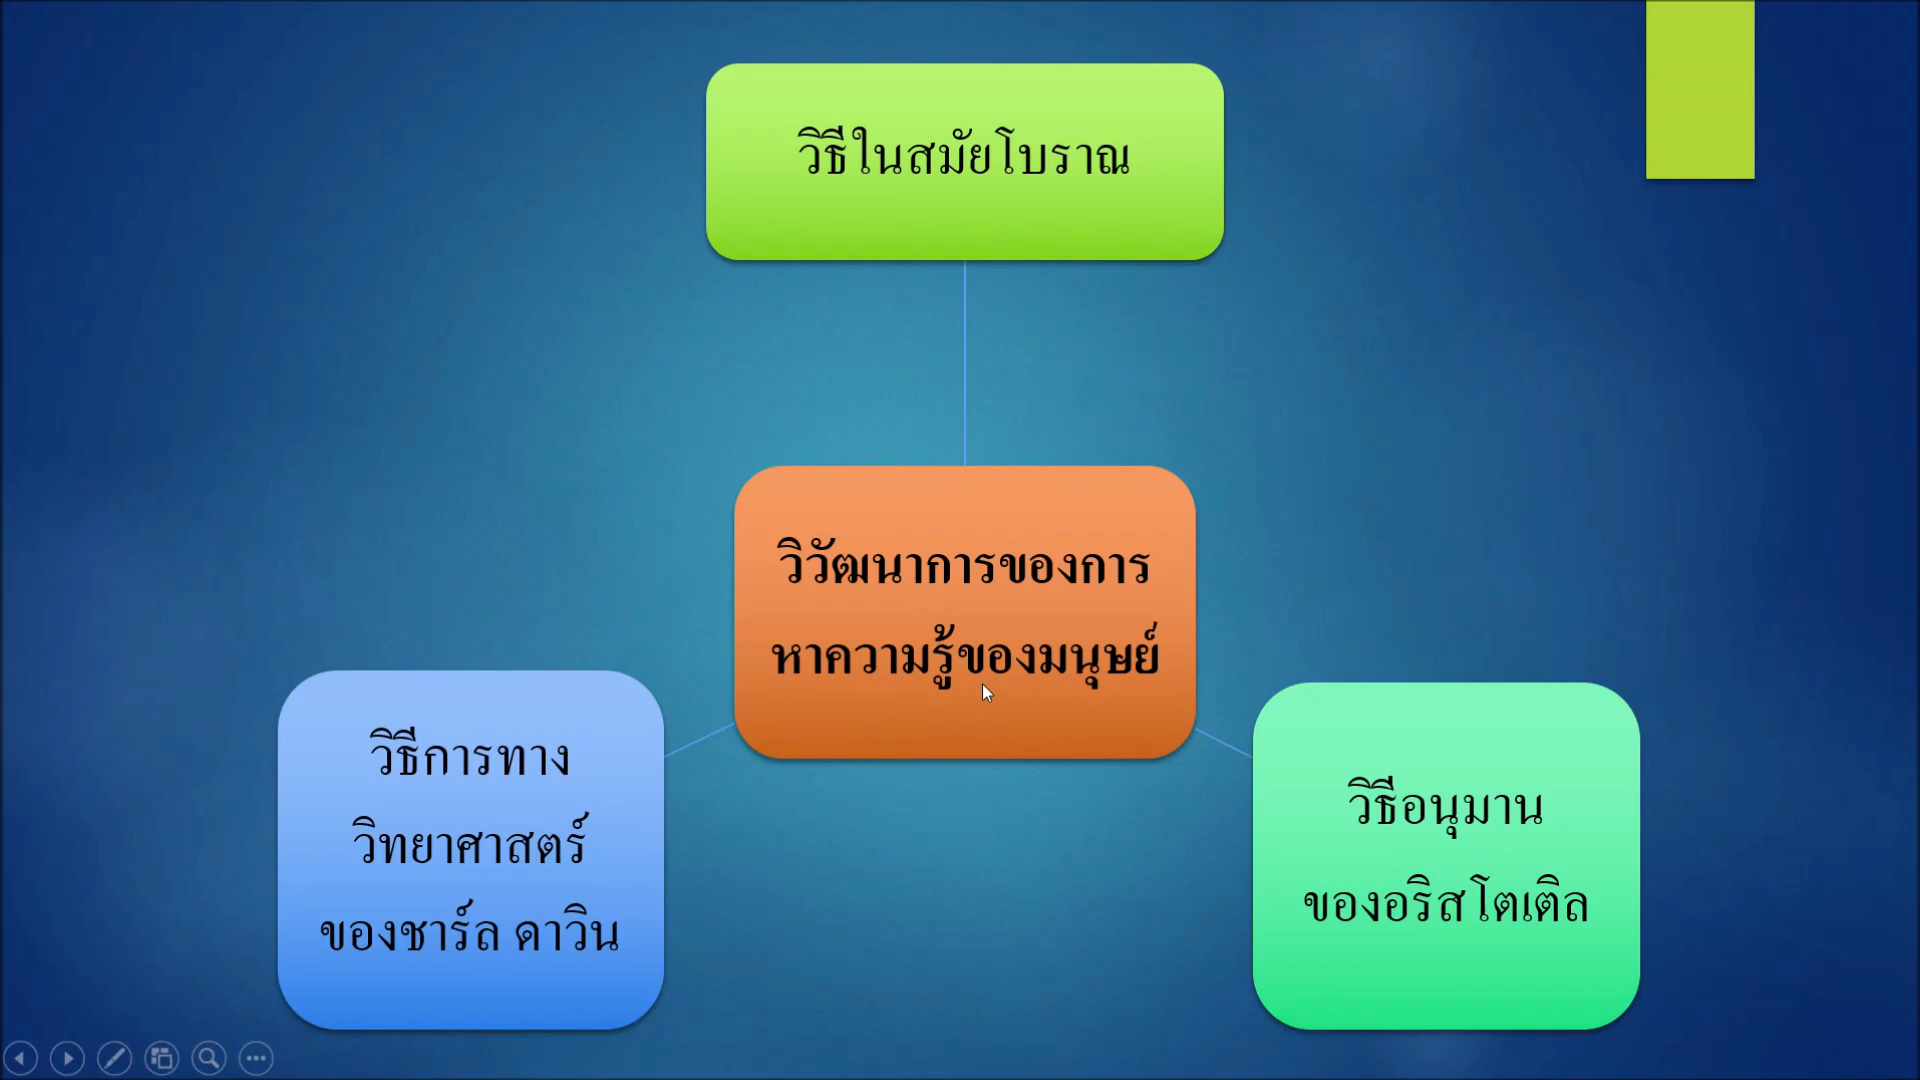 วิธีในสมัยโบราณ
วิวัฒนาการของการ
หาความรู้ของมนุษย์
วิธีการทาง
วิทยาศาสตร์
ของชาร์ล ดาวิน
วิธีอนุมาน
ของอริสโตเติล